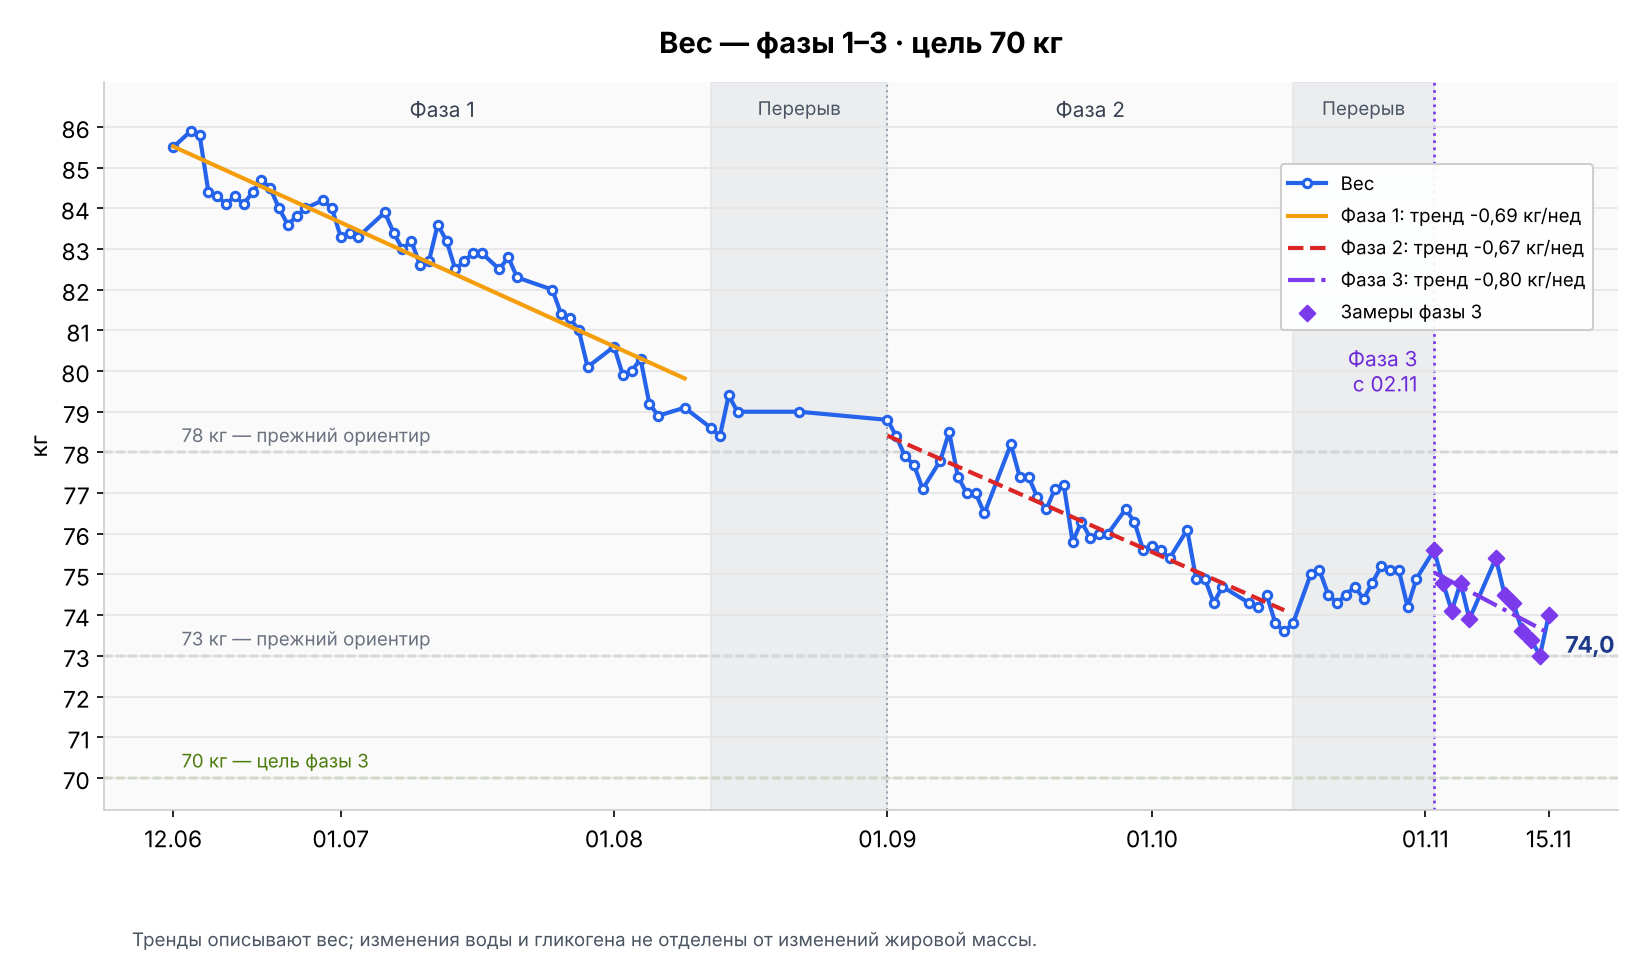 Вес — фазы 1–3 · цель 70 кг
Фаза 1
Перерыв
Фаза 2
Перерыв
86
85
84
83
82
81
80
79
78
77
76
75
74
73
72
71
70
кг
Вес
Фаза 1: тренд -0,69 кг/нед
Фаза 2: тренд -0,67 кг/нед
Фаза 3: тренд -0,80 кг/нед
Замеры фазы 3
Фаза 3
с 02.11
78 кг — прежний ориентир
73 кг — прежний ориентир
74,0
70 кг — цель фазы 3
12.06
01.07
01.08
01.09
01.10
01.11
15.11
Тренды описывают вес; изменения воды и гликогена не отделены от изменений жировой массы.